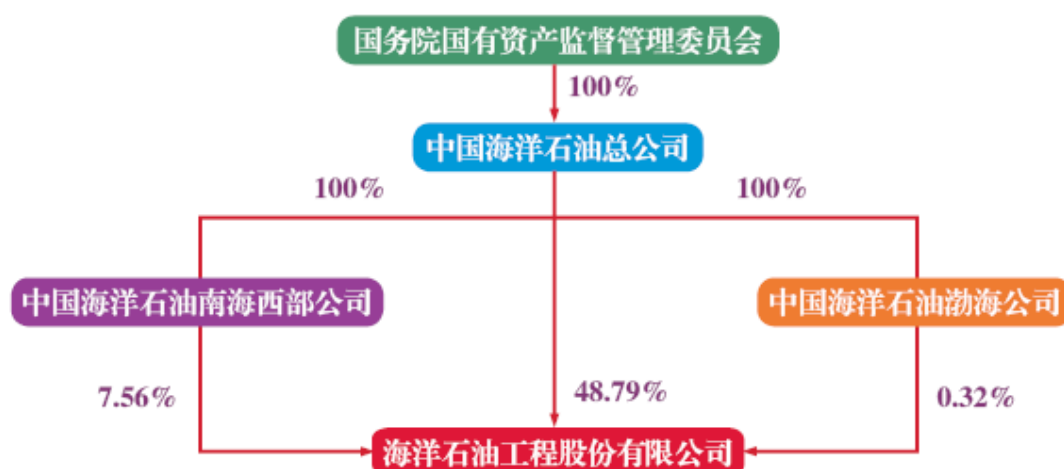 国务院国有资产监督管理委员会
100%
中国海洋石油总公司
100%
100%
中国海洋石油南海西部公司
中国海洋石油渤海公司
7.56%
48.79%
0.32%
海洋石油工程股份有限公司